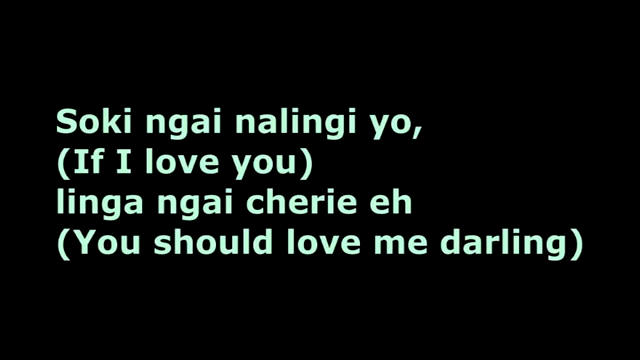 Soki ngai nalingi yo,
(If I love you)
linga ngai cherie eh
(You should love me darling)